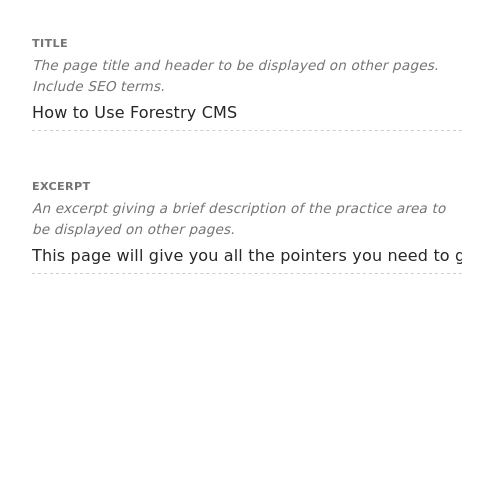 TITLE
The page title and header to be displayed on other pages.
Include SEO terms.
How to Use Forestry CMS
EXCERPT
An excerpt giving a brief description of the practice area to
be displayed on other pages.
This page will give you all the pointers you need to